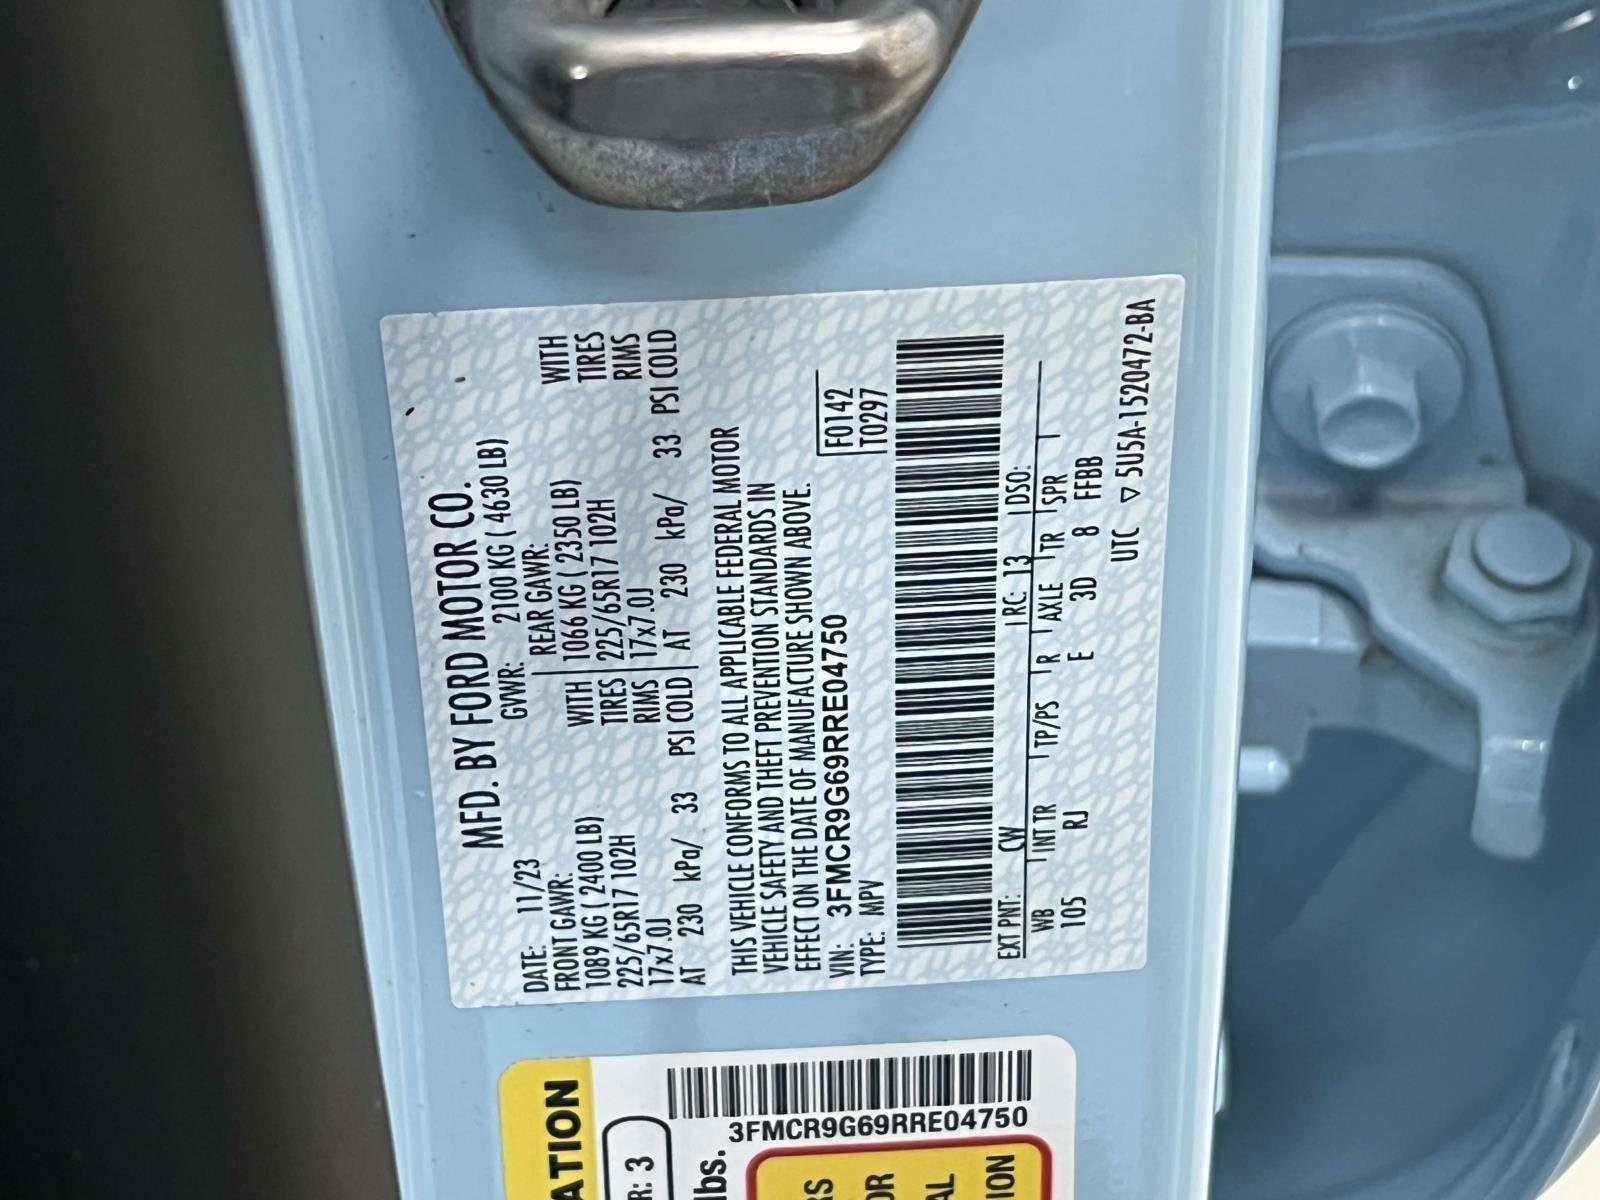 MFD. BY FORD MOTOR CO.
DATE: 11/23 GVWR: 2100 KG ( 4630 LB)
FRONT GAWR: REAR GAWR:
1089 KG ( 2400 LB) WITH 1066 KG ( 2350 LB) WITH
225/65R17 102H TIRES 225/65R17 102H TIRES
17x7.0J RIMS 17x7.0J RIMS
AT 230 kPa/ 33 PSI COLD AT 230 kPa/ 33 PSI COLD
THIS VEHICLE CONFORMS TO ALL APPLICABLE FEDERAL MOTOR
VEHICLE SAFETY AND THEFT PREVENTION STANDARDS IN
EFFECT ON THE DATE OF MANUFACTURE SHOWN ABOVE.
VIN: 3FMCR9G69RRE04750 F0142
TYPE: MPV T0297
EXT PNT: CW RC: 13 DSO:
WB INT TR TP/PS R AXLE TR SPR
105 RJ E 3D 8 FFBB
UTC ▽ 5U5A-1520472-BA
ATION
R: 3
lbs.
3FMCR9G69RRE04750
RS
OR
AL
ION